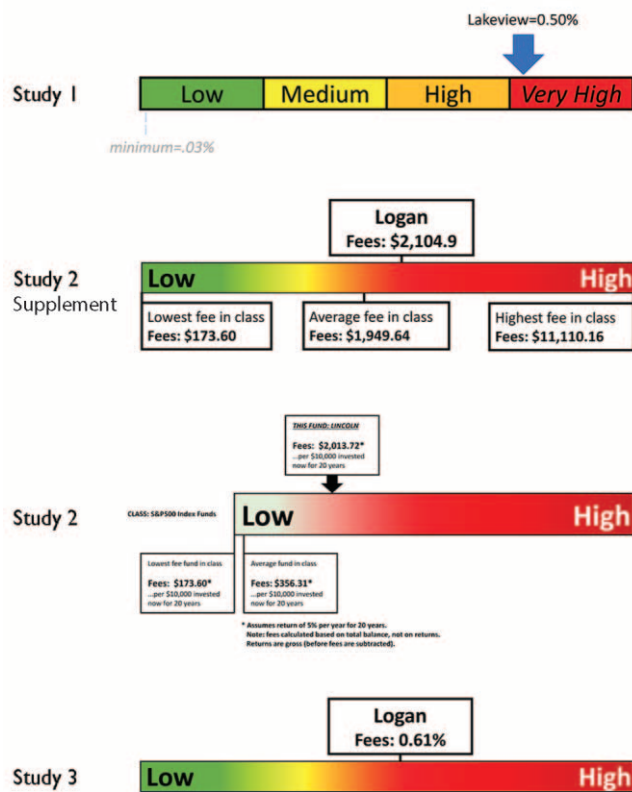 Lakeview=0.50%
Study 1
Low
Medium
High
Very High
minimum=.03%
Logan
Fees: $2,104.9
Study 2
Supplement
Low
High
Lowest fee in class
Fees: $173.60
Average fee in class
Fees: $1,949.64
Highest fee in class
Fees: $11,110.16
THIS FUND: LINCOLN
Fees: $2,013.72*
...per $10,000 invested
now for 20 years
Study 2
CLASS: S&P500 Index Funds
Low
High
Lowest fee fund in class
Fees: $173.60*
...per $10,000 invested
now for 20 years
Average fund in class
Fees: $356.31*
...per $10,000 invested
now for 20 years
* Assumes return of 5% per year for 20 years.
Note: fees calculated based on total balance, not on returns.
Returns are gross (before fees are subtracted).
Logan
Fees: 0.61%
Study 3
Low
High